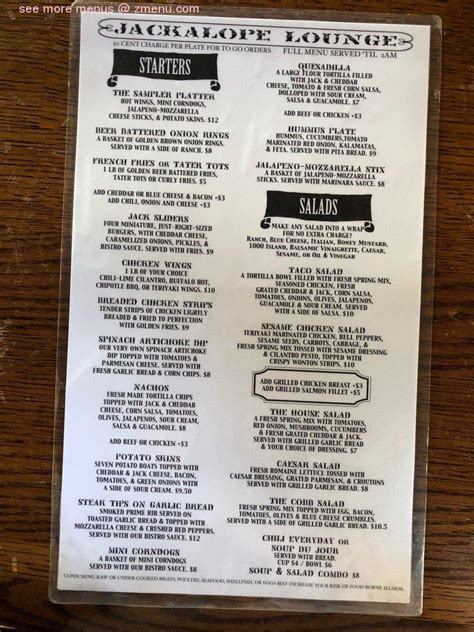 see more menus @ zmenu.com
JACKALOPE LOUNGE
50 CENT CHARGE PER PLATE FOR TO GO ORDERS
FULL MENU SERVED 'TIL 2AM
STARTERS
THE SAMPLER PLATTER
HOT WINGS, MINI CORNDOGS,
JALAPENO-MOZZARELLA
CHEESE STICKS, & POTATO SKINS. $12
BEER BATTERED ONION RINGS
A BASKET OF GOLDEN BROWN ONION RINGS,
SERVED WITH A SIDE OF RANCH. $8
FRENCH FRIES OR TATER TOTS
1 LB OF GOLDEN BEER BATTERED FRIES,
TATER TOTS OR CURLY FRIES. $5
ADD CHEDDAR OR BLUE CHEESE & BACON +$3
ADD CHILI, ONION AND CHEESE +$3
JACK SLIDERS
FOUR MINIATURE, JUST-RIGHT-SIZED
BURGERS, WITH CHEDDAR CHEESE,
CARAMELIZED ONIONS, PICKLES, &
BISTRO SAUCE. SERVED WITH FRIES. $9
CHICKEN WINGS
1 LB OF YOUR CHOICE
CHILI-LIME CILANTRO, BUFFALO HOT,
CHIPOTLE BBQ, OR TERIYAKI WINGS. $10
BREADED CHICKEN STRIPS
TENDER STRIPS OF CHICKEN LIGHTLY
BREADED & FRIED TO PERFECTION
WITH GOLDEN FRIES. $9
SPINACH ARTICHOKE DIP
OUR VERY OWN SPINACH ARTICHOKE
DIP TOPPED WITH TOMATOES &
FRESH GARLIC BREAD & CORN CHIPS. $8
NACHOS
FRESH MADE TORTILLA CHIPS
TOPPED WITH JACK & CHEDDAR
CHEESE, CORN SALSA, TOMATOES,
OLIVES, JALAPENOS, SOUR CREAM,
SALSA & GUACAMOLE. $9
ADD BEEF OR CHICKEN +$3
POTATO SKINS
SEVEN POTATO BOATS TOPPED WITH
CHEDDAR & JACK CHEESE, BACON,
TOMATOES, & GREEN ONIONS WITH
A SIDE OF SOUR CREAM. $9.50
STEAK TIPS ON GARLIC BREAD
SMOKED PRIME RIB SERVED ON
TOASTED GARLIC BREAD & TOPPED WITH
MOZZARELLA CHEESE & CRUSHED RED PEPPERS.
SERVED WITH OUR BISTRO SAUCE. $13
MINI CORNDOGS
A BASKET OF MINI CORNDOGS
SERVED WITH OUR BISTRO SAUCE. $8
QUESADILLA
A LARGE FLOUR TORTILLA FILLED
WITH JACK & CHEDDAR
CHEESE, TOMATO & FRESH CORN SALSA,
DOLLOPED WITH SOUR CREAM,
SALSA & GUACAMOLE. $7
ADD BEEF OR CHICKEN +$3
HUMMUS PLATE
HUMMUS, CUCUMBERS, TOMATO
MARINATED RED ONION, KALAMATAS,
& FETA. SERVED WITH PITA BREAD. $9
JALAPENO-MOZZARELLA STIX
A BASKET OF JALAPENO-MOZZARELLA
STICKS, SERVED WITH MARINARA SAUCE. $8
SALADS
MAKE ANY SALAD INTO A WRAP
FOR NO EXTRA CHARGE!
RANCH, BLUE CHEESE, ITALIAN, HONEY MUSTARD,
1000 ISLAND, BALSAMIC VINAIGRETTE, CAESAR,
SESAME, OR OIL & VINEGAR
TACO SALAD
A TORTILLA BOWL FILLED WITH FRESH SPRING MIX,
SEASONED CHICKEN, FRESH
GRATED CHEDDAR & JACK, CORN SALSA,
TOMATOES, ONIONS, OLIVES, JALAPENOS,
GUACAMOLE & SOUR CREAM WITH
A SIDE OF SALSA. $10
SESAME CHICKEN SALAD
TERIYAKI MARINATED CHICKEN, BELL PEPPERS,
SESAME SEEDS, CARROTS, CABBAGE, &
FRESH SPRING MIX TOSSED WITH SESAME DRESSING
& CILANTRO PESTO, TOPPED WITH
CRISPY WONTON STRIPS. $10
ADD GRILLED CHICKEN BREAST +$3
ADD GRILLED SALMON FILLET +$5
THE HOUSE SALAD
A FRESH SPRING MIX WITH TOMATOES,
RED ONION, MUSHROOMS, CUCUMBERS
& FRESH GRATED CHEDDAR & JACK.
SERVED WITH GRILLED GARLIC BREAD
& YOUR CHOICE OF DRESSING. $7
CAESAR SALAD
FRESH ROMAINE LETTUCE TOSSED WITH
CAESAR DRESSING, GRATED PARMESAN, & CROUTONS
SERVED WITH GRILLED GARLIC BREAD. $8
THE COBB SALAD
FRESH SPRING MIX TOPPED WITH EGG, BACON,
TOMATOES, OLIVES & BLUE CHEESE CRUMBLES.
SERVED WITH A SIDE OF GRILLED GARLIC BREAD. $10.5
CHILI EVERYDAY OR
SOUP DU JOUR
SERVED WITH BREAD.
CUP $4 / BOWL $6
SOUP & SALAD COMBO $8
CONSUMING RAW OR UNDER COOKED MEATS, POULTRY, SEAFOOD, SHELLFISH, OR EGGS MAY INCREASE YOUR RISK OF FOOD BORNE ILLNESS